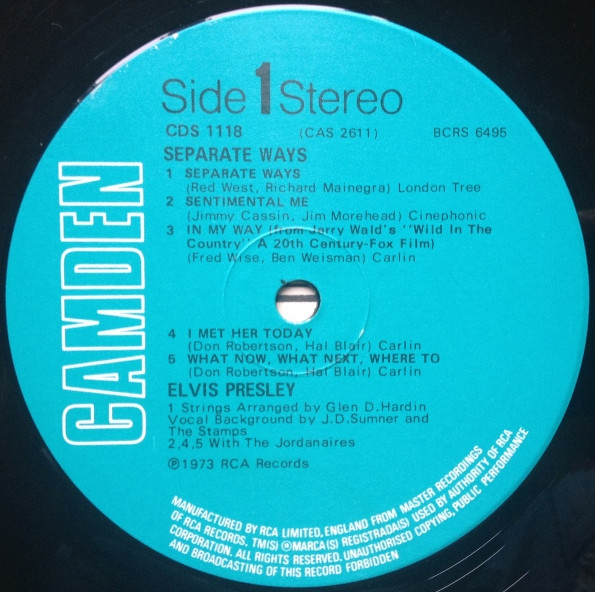 Side 1 Stereo
CDS 1118 (CAS 2611) BCRS 6495
SEPARATE WAYS
1 SEPARATE WAYS
(Red West, Richard Mainegra) London Tree
2 SENTIMENTAL ME
(Jimmy Cassin, Jim Morehead) Cinephonic
3 IN MY WAY (from Jerry Wald's "Wild In The
Country": A 20th Century-Fox Film)
(Fred Wise, Ben Weisman) Carlin
4 I MET HER TODAY
(Don Robertson, Hal Blair) Carlin
5 WHAT NOW, WHAT NEXT, WHERE TO
(Don Robertson, Hal Blair) Carlin
ELVIS PRESLEY
1 Strings Arranged by Glen D.Hardin
Vocal Background by J.D.Sumner and
The Stamps
2,4,5 With The Jordanaires
℗1973 RCA Records
CAMDEN
MANUFACTURED BY RCA LIMITED, ENGLAND FROM MASTER RECORDINGS
OF RCA RECORDS. TM(S) ®MARCA(S) REGISTRADA(S) USED BY AUTHORITY OF RCA
CORPORATION. ALL RIGHTS RESERVED. UNAUTHORISED COPYING, PUBLIC PERFORMANCE
AND BROADCASTING OF THIS RECORD FORBIDDEN